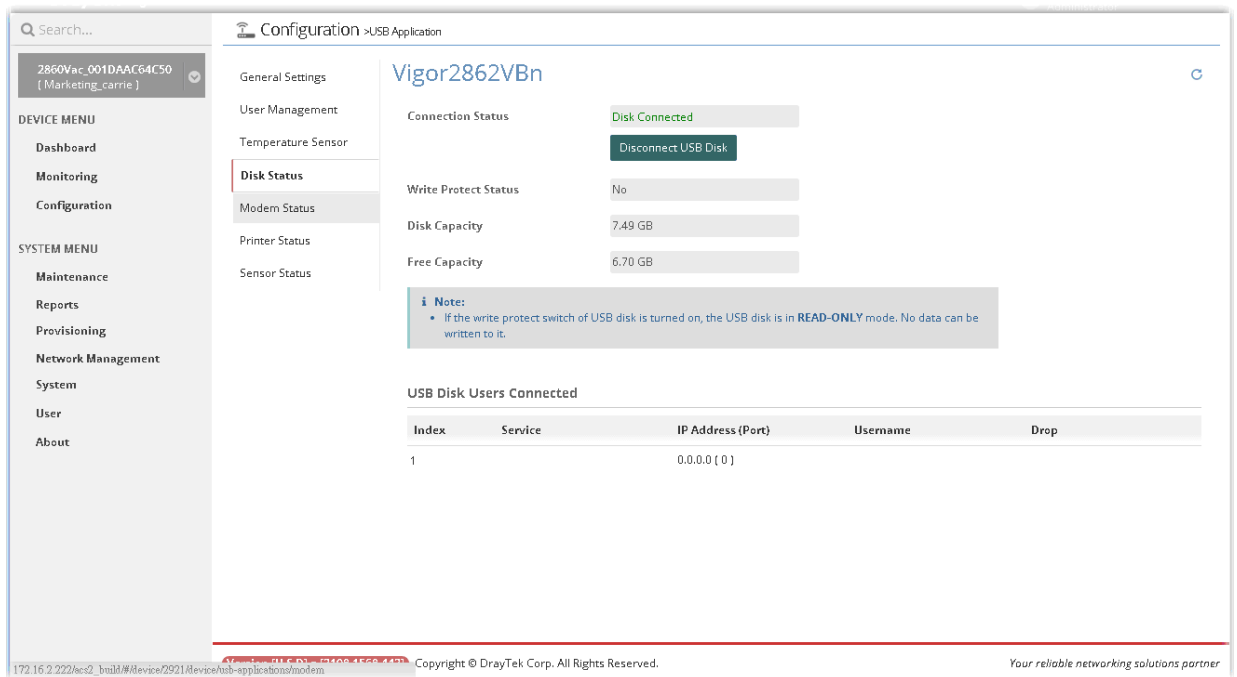 Search...
Configuration >USB Application
2860Vac_001DAAC64C50
[ Marketing_carrie ]
DEVICE MENU
Dashboard
Monitoring
Configuration
SYSTEM MENU
Maintenance
Reports
Provisioning
Network Management
System
User
About
General Settings
User Management
Temperature Sensor
Disk Status
Modem Status
Printer Status
Sensor Status
Vigor2862VBn
Connection Status Disk Connected
Disconnect USB Disk
Write Protect Status No
Disk Capacity 7.49 GB
Free Capacity 6.70 GB
i Note:
• If the write protect switch of USB disk is turned on, the USB disk is in READ-ONLY mode. No data can be
written to it.
USB Disk Users Connected
Index Service IP Address (Port) Username Drop
1 0.0.0.0 [ 0 ]
172.16.2.222/acs2_build/#/device/2921/device/usb-applications/modem
Copyright © DrayTek Corp. All Rights Reserved.
Your reliable networking solutions partner